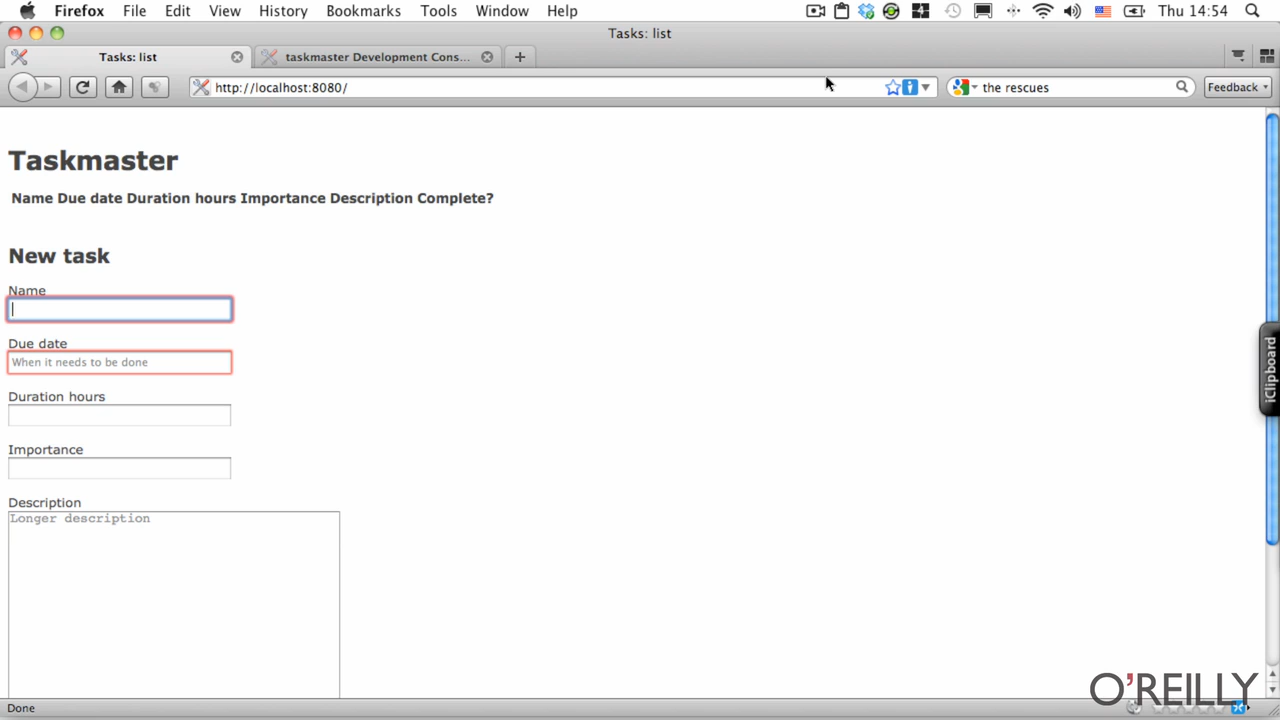 Firefox File Edit View History Bookmarks Tools Window Help Thu 14:54
Tasks: list
Tasks: list taskmaster Development Cons...
http://localhost:8080/ the rescues Feedback
Taskmaster
Name Due date Duration hours Importance Description Complete?
New task
Name
Due date
When it needs to be done
Duration hours
Importance
Description
Longer description
iClipboard
O'REILLY
Done